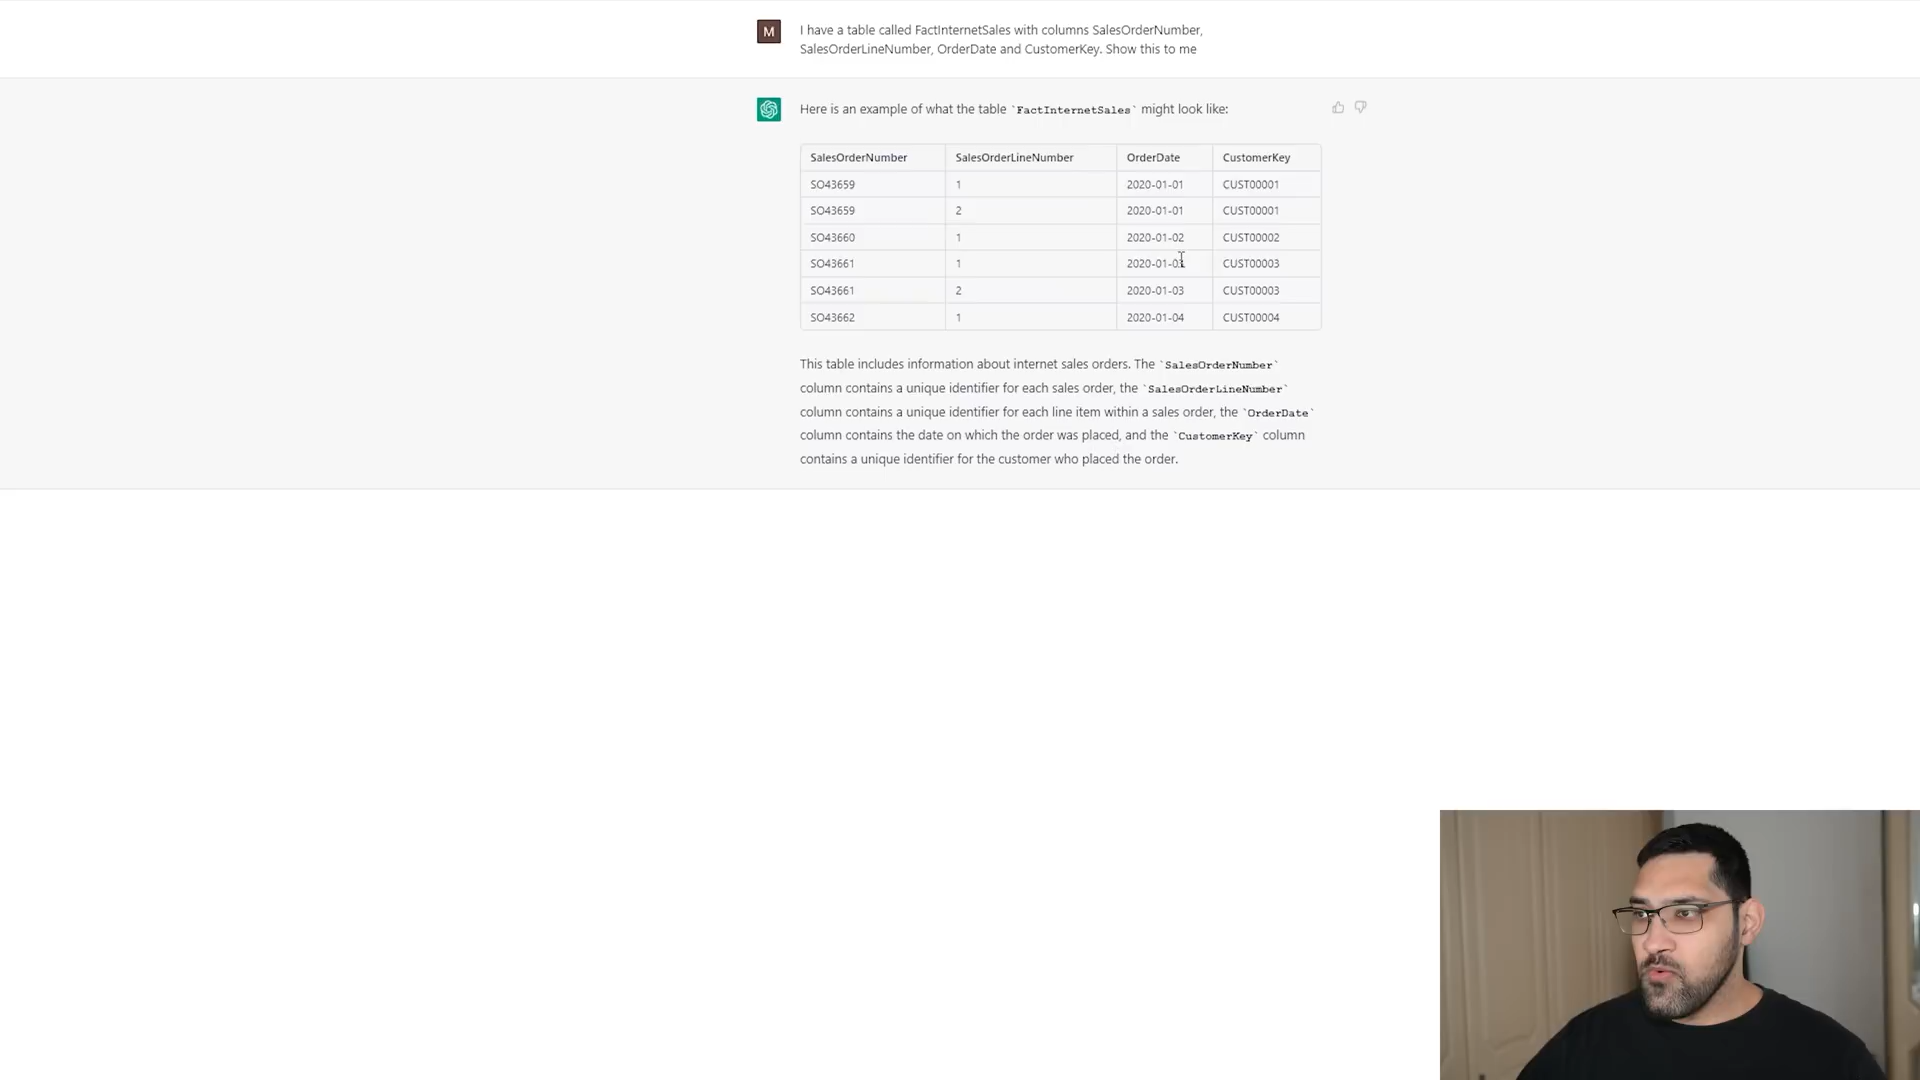 M
I have a table called FactInternetSales with columns SalesOrderNumber,
SalesOrderLineNumber, OrderDate and CustomerKey. Show this to me
Here is an example of what the table `FactInternetSales` might look like:
SalesOrderNumber SalesOrderLineNumber OrderDate CustomerKey
SO43659 1 2020-01-01 CUST00001
SO43659 2 2020-01-01 CUST00001
SO43660 1 2020-01-02 CUST00002
SO43661 1 2020-01-03 CUST00003
SO43661 2 2020-01-03 CUST00003
SO43662 1 2020-01-04 CUST00004
This table includes information about internet sales orders. The `SalesOrderNumber`
column contains a unique identifier for each sales order, the `SalesOrderLineNumber`
column contains a unique identifier for each line item within a sales order, the `OrderDate`
column contains the date on which the order was placed, and the `CustomerKey` column
contains a unique identifier for the customer who placed the order.